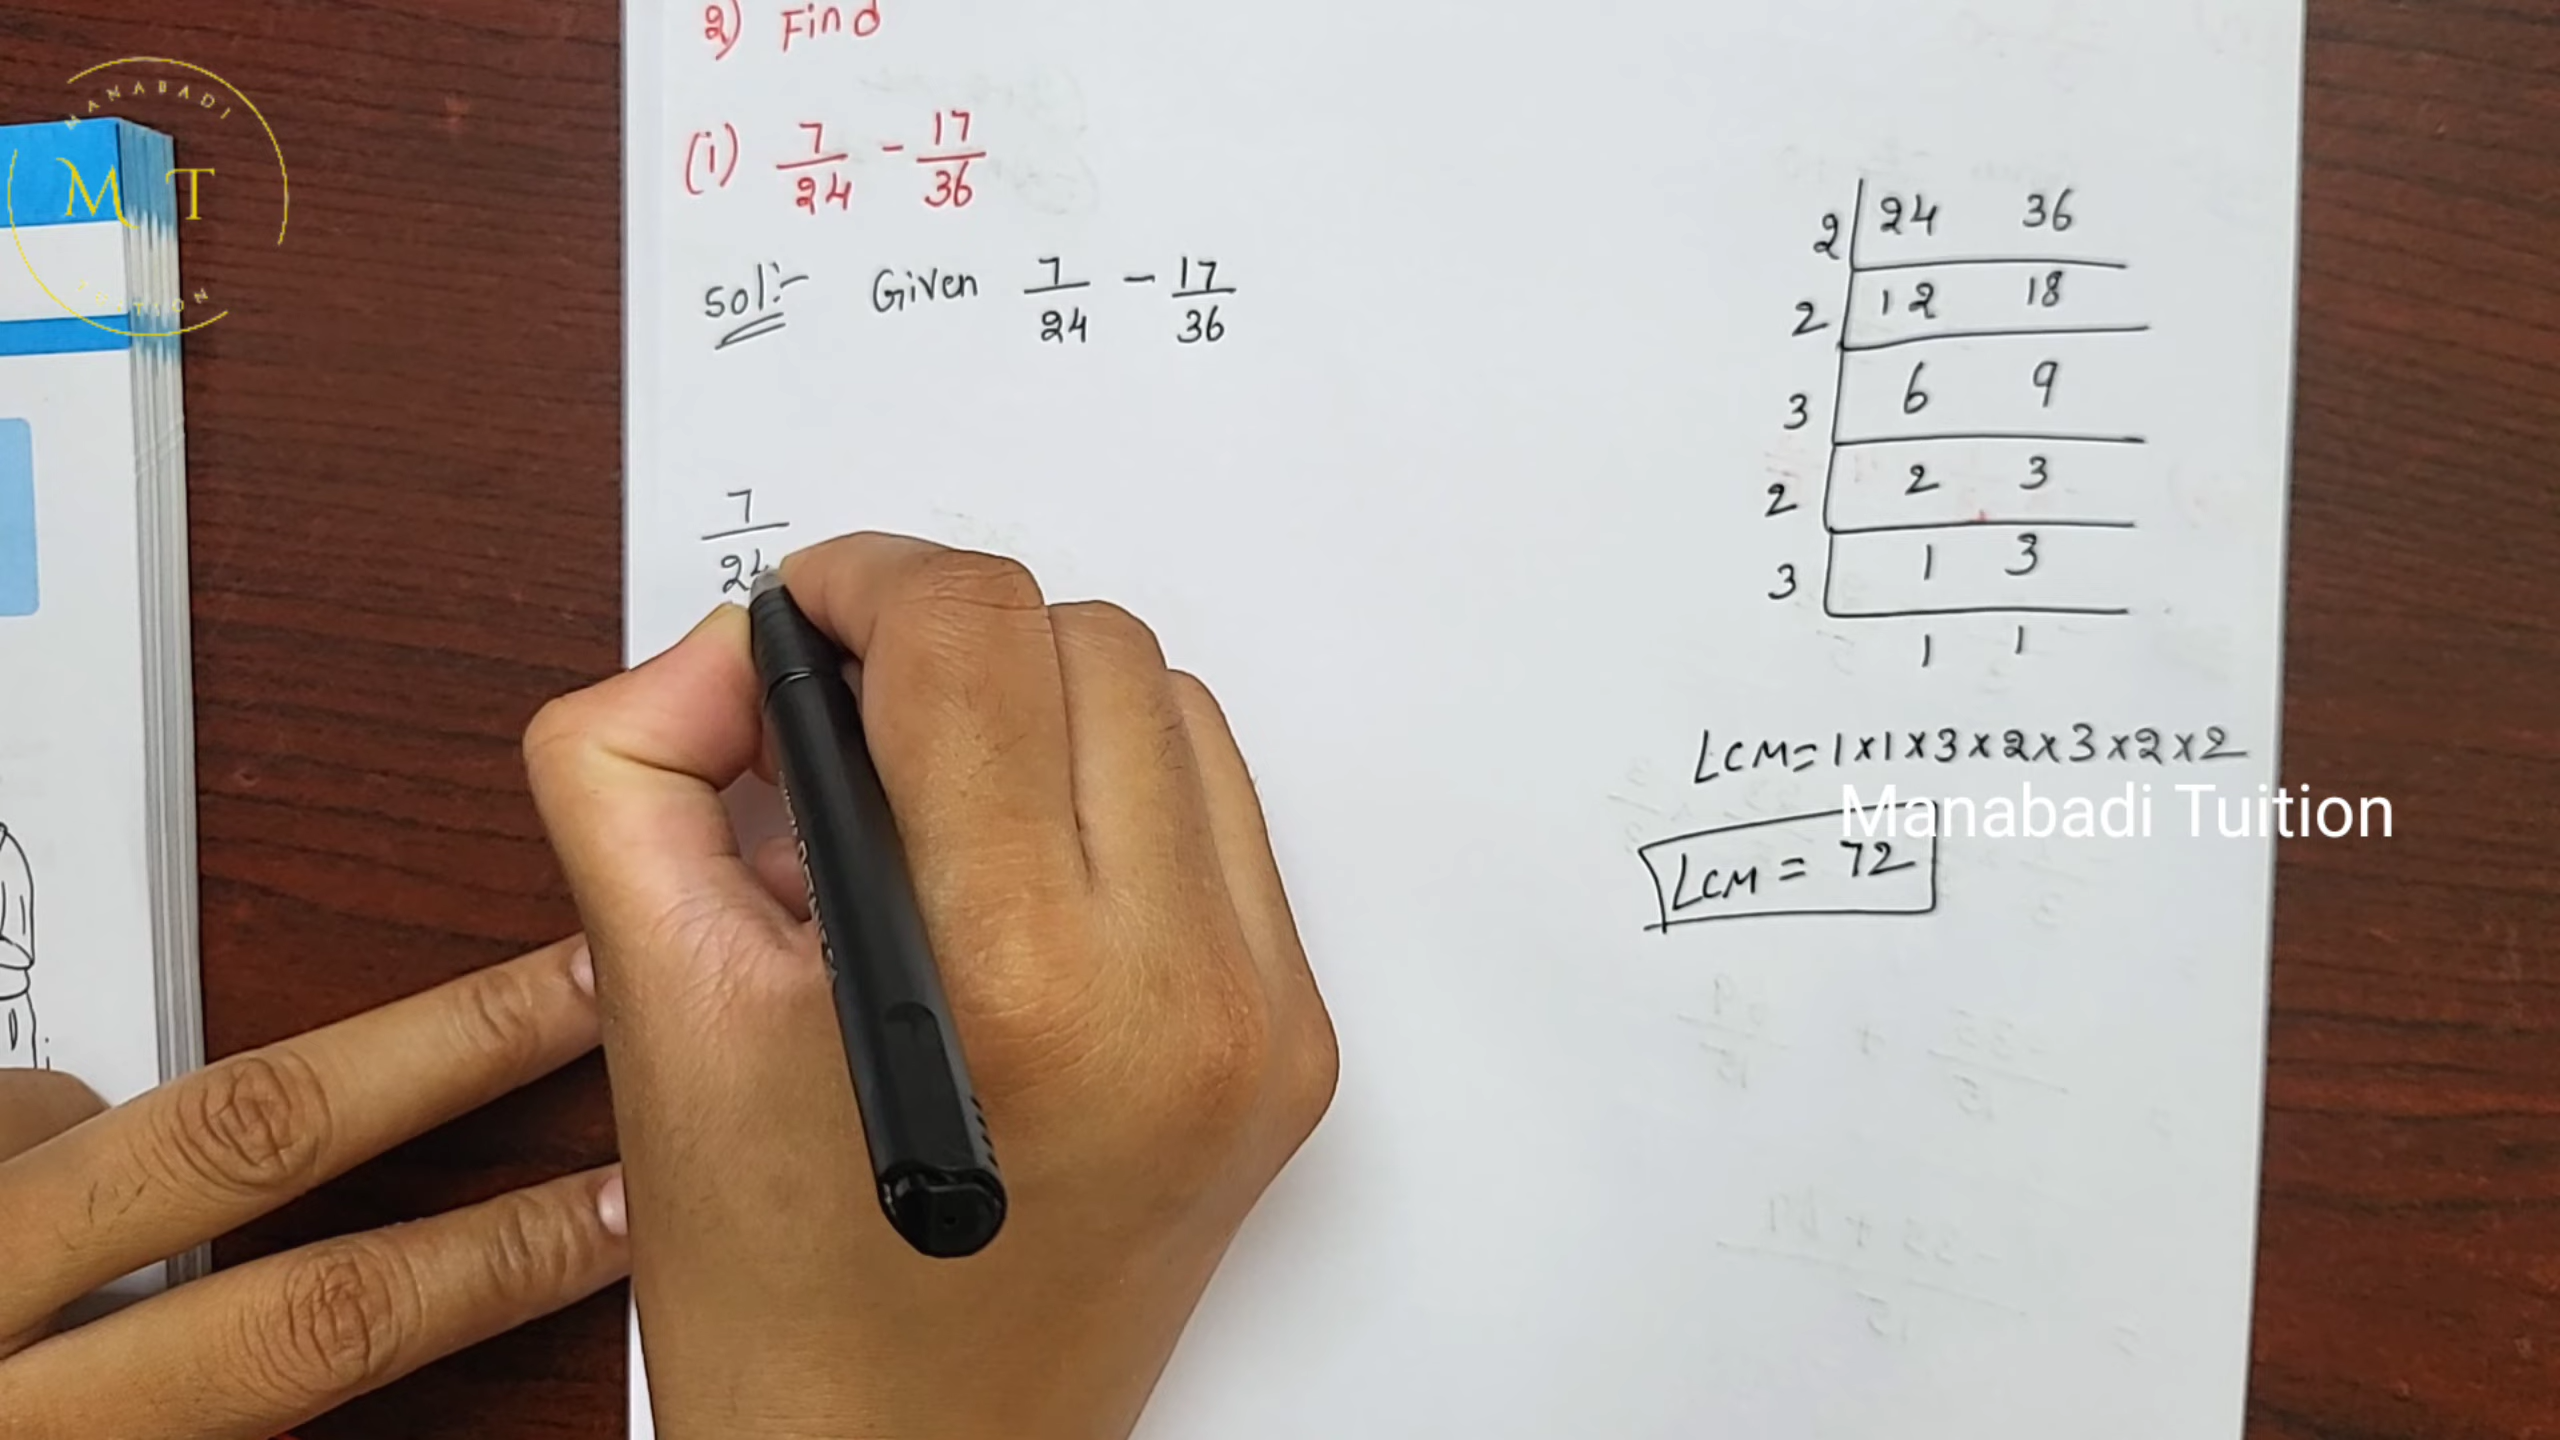 2) Find
(i) 7/24 - 17/36
Sol:- Given 7/24 - 17/36
7/24
2 | 24 36
2 | 12 18
3 | 6 9
2 | 2 3
3 | 1 3
1 1
LCM = 1×1×3×2×3×2×2
LCM = 72
MANABADI
M T
TUITION
Manabadi Tuition